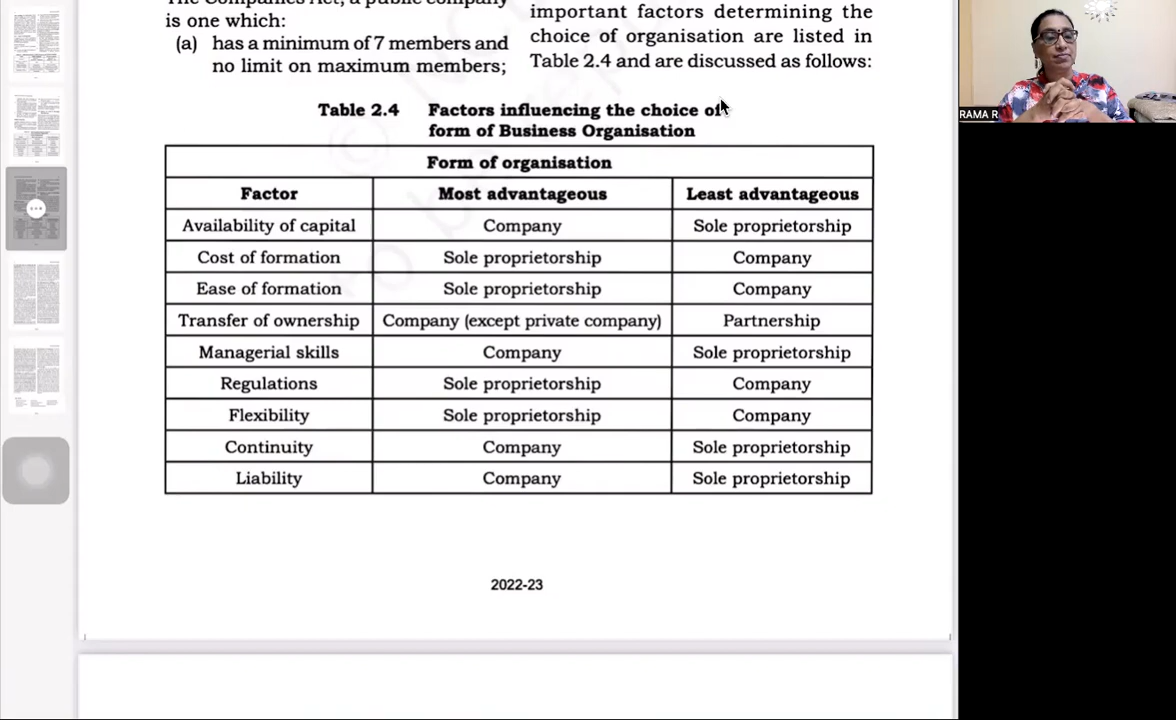 The Companies Act, a public company
is one which:
(a) has a minimum of 7 members and
no limit on maximum members;
important factors determining the
choice of organisation are listed in
Table 2.4 and are discussed as follows:
Table 2.4 Factors influencing the choice of
form of Business Organisation
Form of organisation
Factor Most advantageous Least advantageous
Availability of capital Company Sole proprietorship
Cost of formation Sole proprietorship Company
Ease of formation Sole proprietorship Company
Transfer of ownership Company (except private company) Partnership
Managerial skills Company Sole proprietorship
Regulations Sole proprietorship Company
Flexibility Sole proprietorship Company
Continuity Company Sole proprietorship
Liability Company Sole proprietorship
2022-23
RAMA R